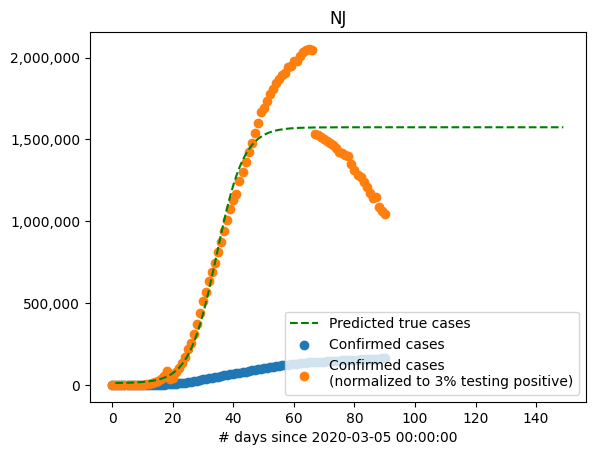 NJ
2,000,000
1,500,000
1,000,000
500,000
0
Predicted true cases
Confirmed cases
Confirmed cases
(normalized to 3% testing positive)
0 20 40 60 80 100 120 140
# days since 2020-03-05 00:00:00